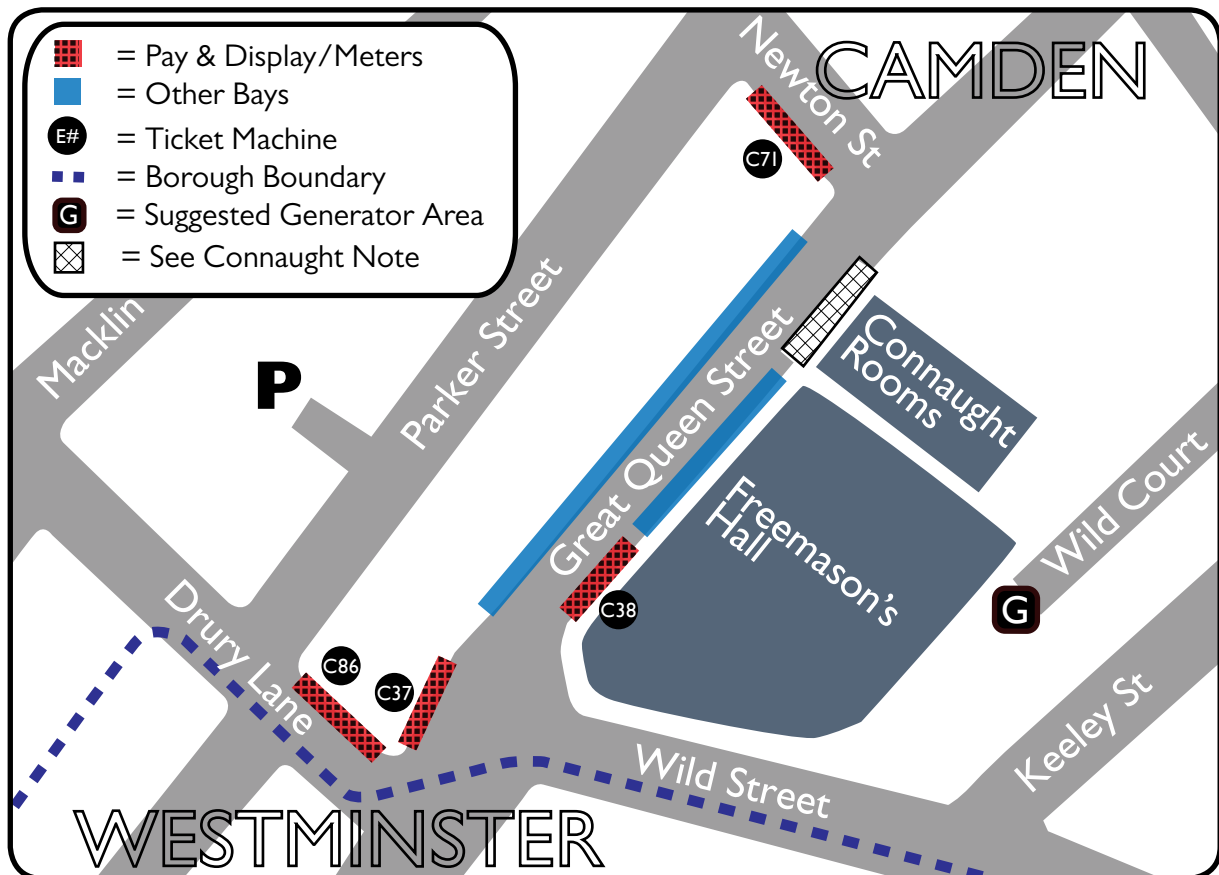 = Pay & Display/Meters
= Other Bays
E#
= Ticket Machine
= Borough Boundary
G
= Suggested Generator Area
= See Connaught Note
CAMDEN
Newton St
C71
Macklin
P
Parker Street
Great Queen Street
Connaught
Rooms
Freemason's
Hall
Wild Court
G
C38
Drury Lane
C86
C37
Keeley St
Wild Street
WESTMINSTER